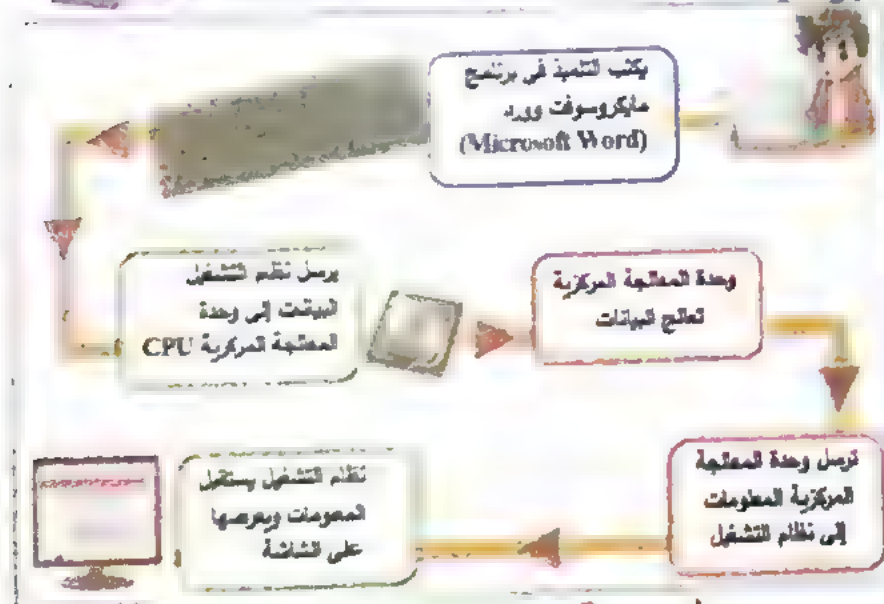 يكتب التلميذ في برنامج
مايكروسوفت وورد
(Microsoft Word)
يرسل نظام التشغيل
البيانات إلى وحدة
المعالجة المركزية CPU
وحدة المعالجة المركزية
تعالج البيانات
ترسل وحدة المعالجة
المركزية المعلومات
إلى نظام التشغيل
نظام التشغيل يستقبل
المعلومات ويعرضها
على الشاشة